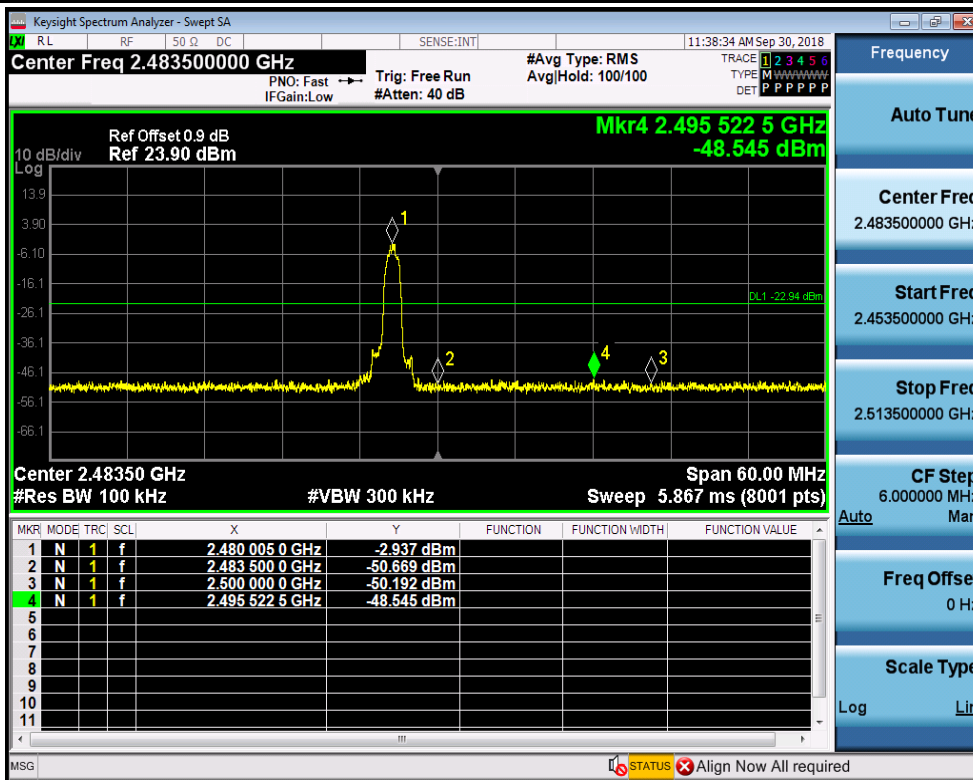 Keysight Spectrum Analyzer - Swept SA
LXI RL RF 50 Ω DC SENSE:INT 11:38:34 AM Sep 30, 2018
Center Freq 2.483500000 GHz
PNO: Fast
IFGain:Low
Trig: Free Run
#Atten: 40 dB
#Avg Type: RMS
Avg|Hold: 100/100
TRACE 1 2 3 4 5 6
TYPE M W W W W W
DET P P P P P P
Mkr4 2.495 522 5 GHz
-48.545 dBm
Ref Offset 0.9 dB
10 dB/div Ref 23.90 dBm
Log
13.9
3.90
-6.10
-16.1
-26.1
-36.1
-46.1
-56.1
-66.1
1
2
3
4
DL1 -22.94 dBm
Center 2.48350 GHz Span 60.00 MHz
#Res BW 100 kHz #VBW 300 kHz Sweep 5.867 ms (8001 pts)
MKR MODE TRC SCL X Y FUNCTION FUNCTION WIDTH FUNCTION VALUE
1 N 1 f 2.480 005 0 GHz -2.937 dBm
2 N 1 f 2.483 500 0 GHz -50.669 dBm
3 N 1 f 2.500 000 0 GHz -50.192 dBm
4 N 1 f 2.495 522 5 GHz -48.545 dBm
5
6
7
8
9
10
11
MSG STATUS Align Now All required
Frequency
Auto Tune
Center Freq
2.483500000 GHz
Start Freq
2.453500000 GHz
Stop Freq
2.513500000 GHz
CF Step
6.000000 MHz
Auto Man
Freq Offset
0 Hz
Scale Type
Log Lin